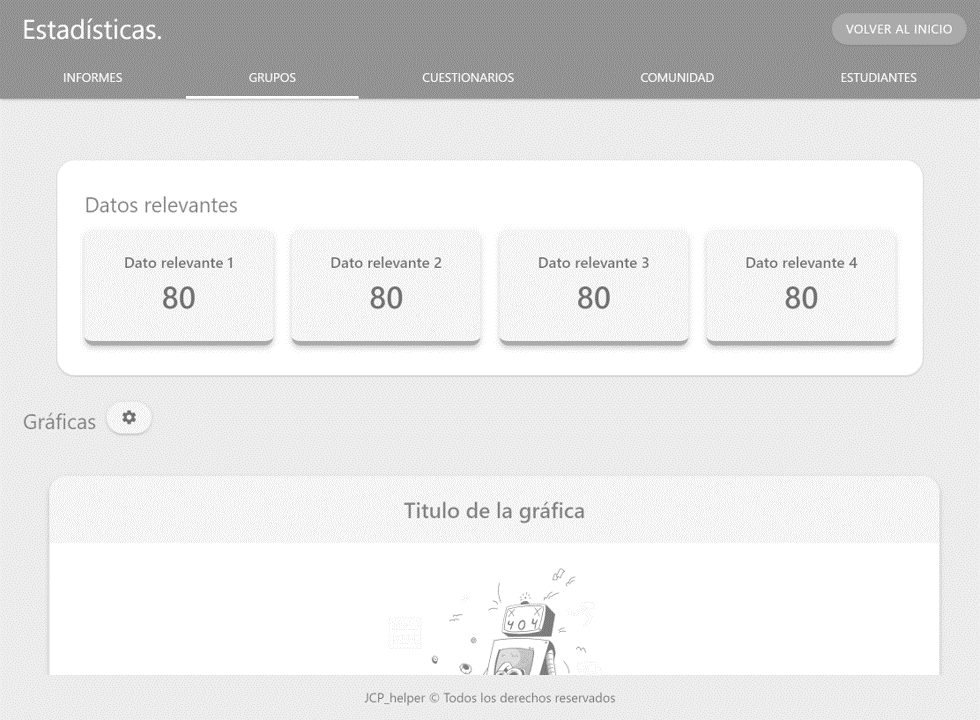 Estadísticas.
VOLVER AL INICIO
INFORMES GRUPOS CUESTIONARIOS COMUNIDAD ESTUDIANTES
Datos relevantes
Dato relevante 1 Dato relevante 2 Dato relevante 3 Dato relevante 4
80 80 80 80
Gráficas
Titulo de la gráfica
404
JCP_helper © Todos los derechos reservados